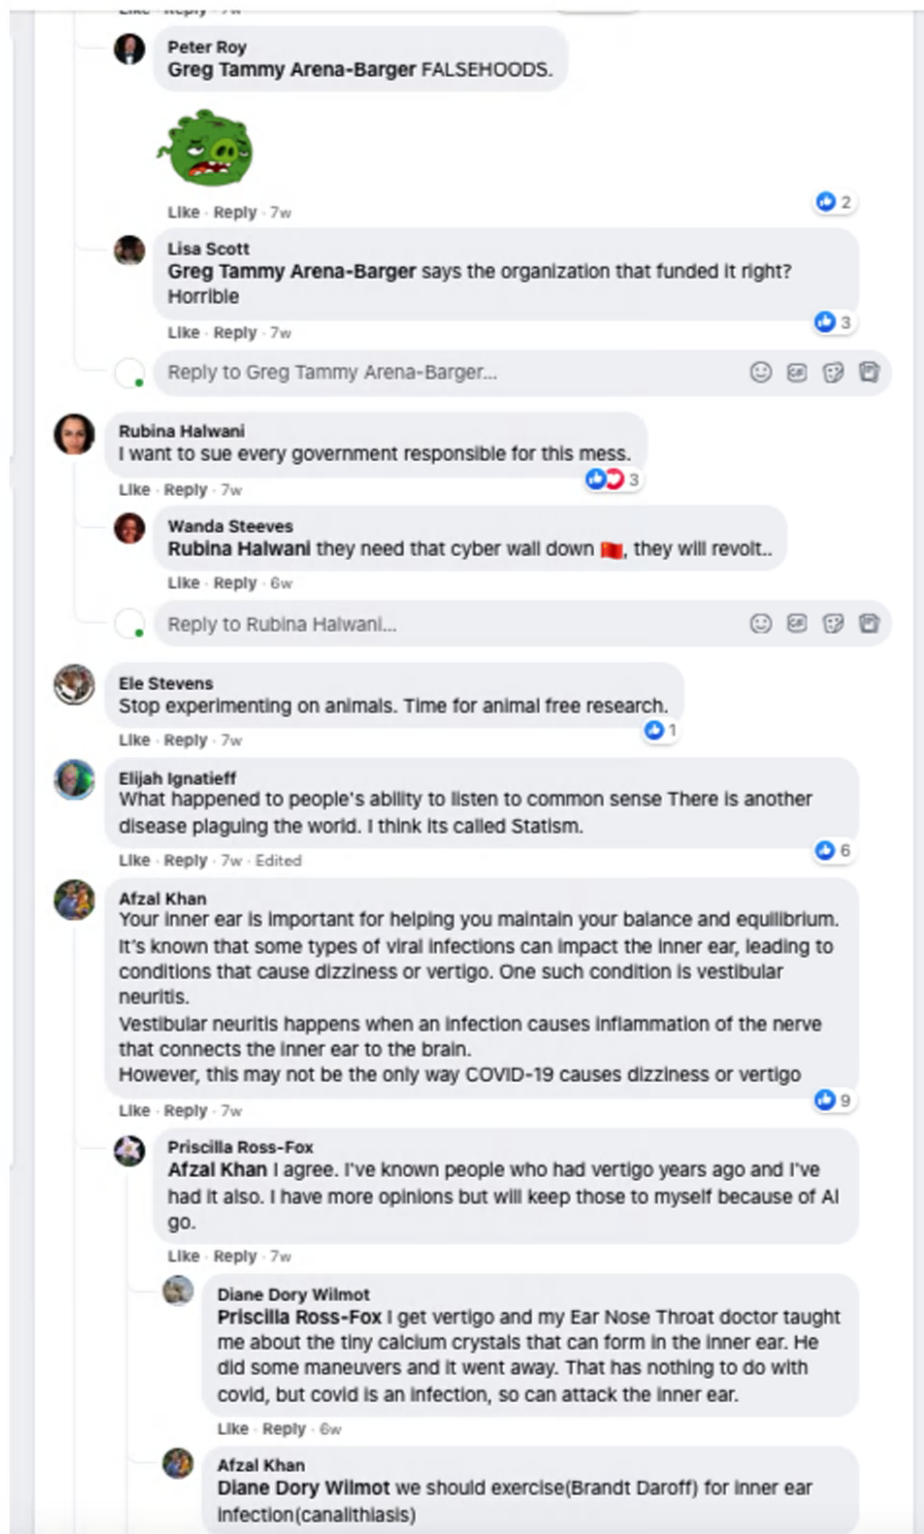 Like · Reply · 7w
Peter Roy
Greg Tammy Arena-Barger FALSEHOODS.
Like · Reply · 7w
2
Lisa Scott
Greg Tammy Arena-Barger says the organization that funded it right?
Horrible
3
Like · Reply · 7w
Reply to Greg Tammy Arena-Barger...
GIF
Rubina Halwani
I want to sue every government responsible for this mess.
3
Like · Reply · 7w
Wanda Steeves
Rubina Halwani they need that cyber wall down 🇨🇳, they will revolt..
Like · Reply · 6w
Reply to Rubina Halwani...
GIF
Ele Stevens
Stop experimenting on animals. Time for animal free research.
1
Like · Reply · 7w
Elijah Ignatieff
What happened to people's ability to listen to common sense There is another
disease plaguing the world. I think its called Statism.
6
Like · Reply · 7w · Edited
Afzal Khan
Your inner ear is important for helping you maintain your balance and equilibrium.
It's known that some types of viral infections can impact the inner ear, leading to
conditions that cause dizziness or vertigo. One such condition is vestibular
neuritis.
Vestibular neuritis happens when an infection causes inflammation of the nerve
that connects the inner ear to the brain.
However, this may not be the only way COVID-19 causes dizziness or vertigo
9
Like · Reply · 7w
Priscilla Ross-Fox
Afzal Khan I agree. I've known people who had vertigo years ago and I've
had it also. I have more opinions but will keep those to myself because of Al
go.
Like · Reply · 7w
Diane Dory Wilmot
Priscilla Ross-Fox I get vertigo and my Ear Nose Throat doctor taught
me about the tiny calcium crystals that can form in the inner ear. He
did some maneuvers and it went away. That has nothing to do with
covid, but covid is an infection, so can attack the inner ear.
Like · Reply · 6w
Afzal Khan
Diane Dory Wilmot we should exercise(Brandt Daroff) for inner ear
infection(canalithiasis)